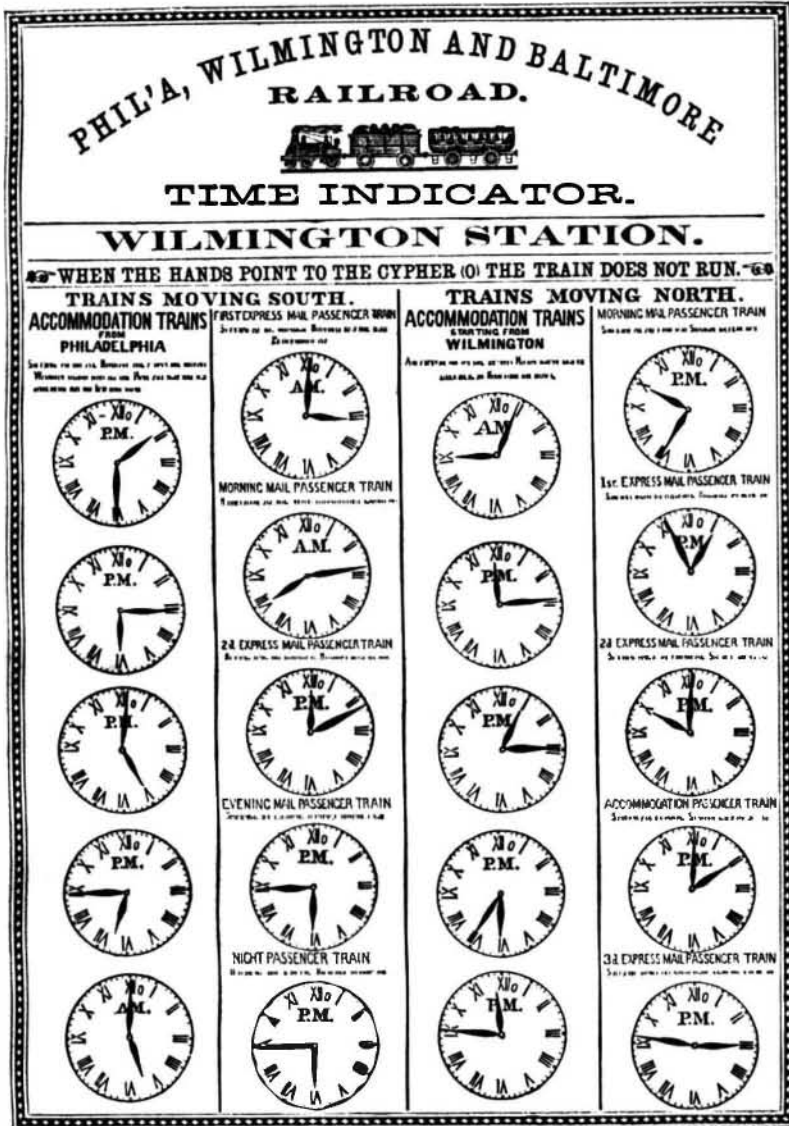 PHIL'A, WILMINGTON AND BALTIMORE
RAILROAD.
TIME INDICATOR.
WILMINGTON STATION.
WHEN THE HANDS POINT TO THE CYPHER (0) THE TRAIN DOES NOT RUN.
TRAINS MOVING SOUTH.
ACCOMMODATION TRAINS
FROM
PHILADELPHIA
P.M.
P.M.
P.M.
P.M.
A.M.
FIRST EXPRESS MAIL PASSENGER TRAIN
A.M.
MORNING MAIL PASSENGER TRAIN
A.M.
2d EXPRESS MAIL PASSENGER TRAIN
P.M.
EVENING MAIL PASSENGER TRAIN
P.M.
NIGHT PASSENGER TRAIN
P.M.
TRAINS MOVING NORTH.
ACCOMMODATION TRAINS
STARTING FROM
WILMINGTON
A.M.
P.M.
P.M.
P.M.
P.M.
MORNING MAIL PASSENGER TRAIN
P.M.
1st. EXPRESS MAIL PASSENGER TRAIN
P.M.
2d EXPRESS MAIL PASSENGER TRAIN
P.M.
ACCOMMODATION PASSENGER TRAIN
P.M.
3d EXPRESS MAIL PASSENGER TRAIN
P.M.